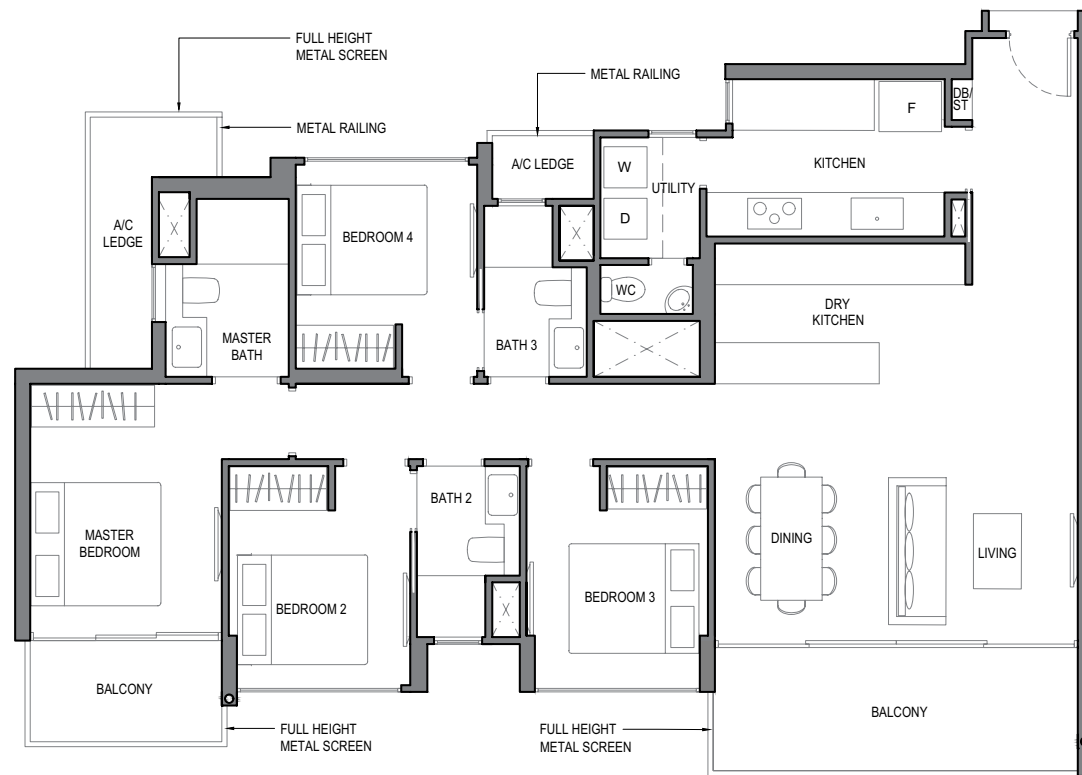 FULL HEIGHT
METAL SCREEN
METAL RAILING
METAL RAILING
A/C LEDGE
DB/
ST
F
W
UTILITY
KITCHEN
D
A/C
LEDGE
BEDROOM 4
WC
DRY
KITCHEN
MASTER
BATH
BATH 3
BATH 2
MASTER
BEDROOM
DINING
LIVING
BEDROOM 2
BEDROOM 3
BALCONY
BALCONY
FULL HEIGHT
METAL SCREEN
FULL HEIGHT
METAL SCREEN